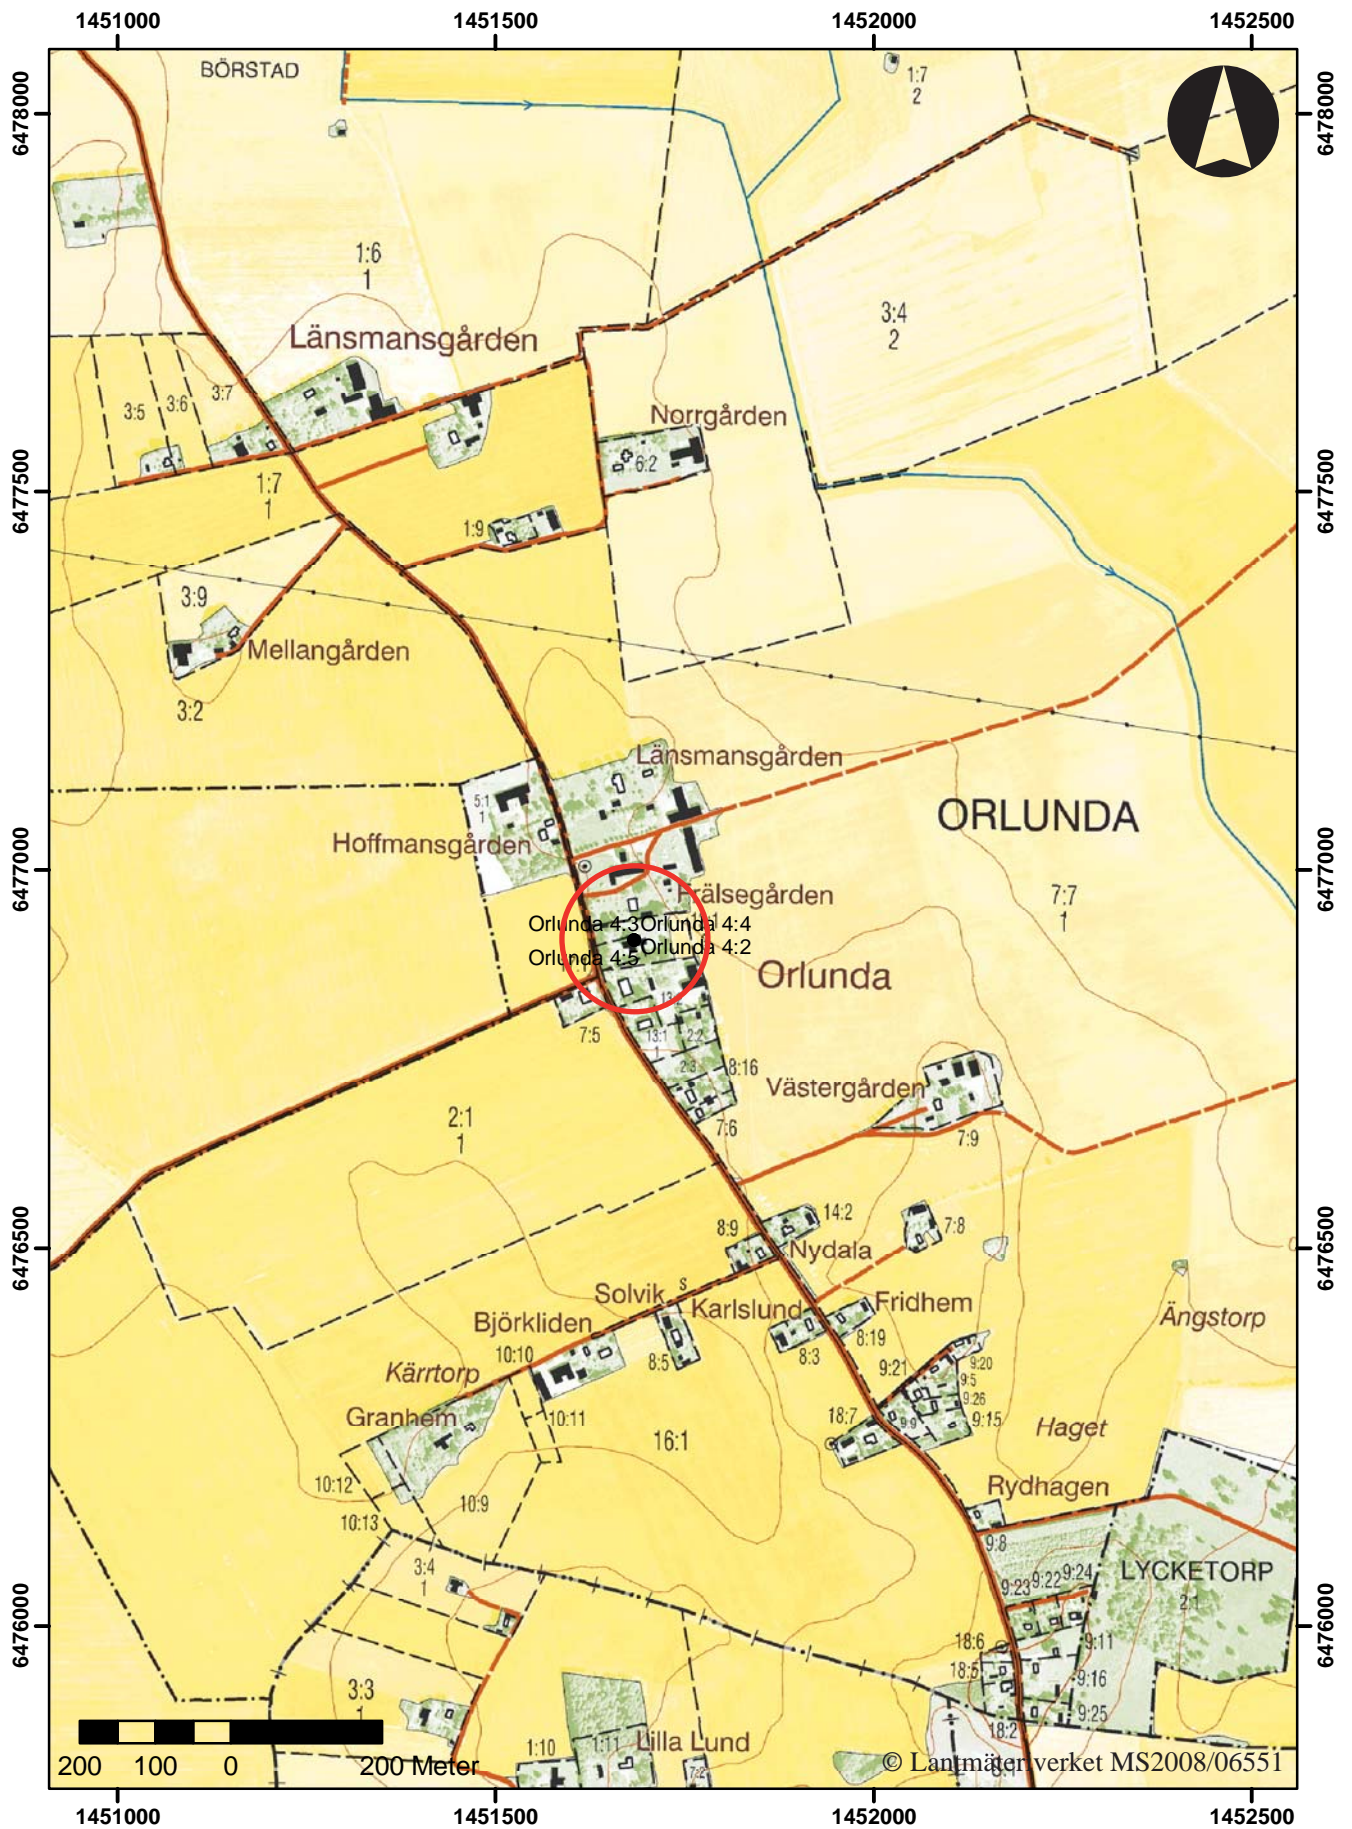 1451000 1451500 1452000 1452500
6478000 6478000
BÖRSTAD
1:7
2
1:6
1
3:4
2
Länsmansgården
3:5
3:6
3:7
Norrgården
6:2
6477500 6477500
1:7
1
1:9
3:9
Mellangården
3:2
Länsmansgården
5:1
1
ORLUNDA
Hoffmansgården
6477000 6477000
Frälsegården
7:7
1
Orlunda 4:3
Orlunda 4:4
Orlunda 4:2
Orlunda 4:5
Orlunda
7:5
13:1
1
2:2
2:3
8:16
Västergården
7:6
7:9
2:1
1
14:2
8:9
7:8
Nydala
6476500 6476500
Solvik
S
Karlslund
Fridhem
Ängstorp
Björkliden
10:10
8:5
8:3
8:19
9:21
9:20
9:5
9:26
9:15
Kärrtorp
Granhem
10:11
18:7
9:9
Haget
16:1
10:12
10:9
Rydhagen
10:13
9:8
3:4
1
9:23
9:22
9:24
LYCKETORP
2:1
6476000 6476000
18:6
9:11
18:5
9:16
3:3
1
9:25
18:2
200 100 0 200 Meter
1:10
1:11
Lilla Lund
7:2
© Lantmäteriverket MS2008/06551
1451000 1451500 1452000 1452500